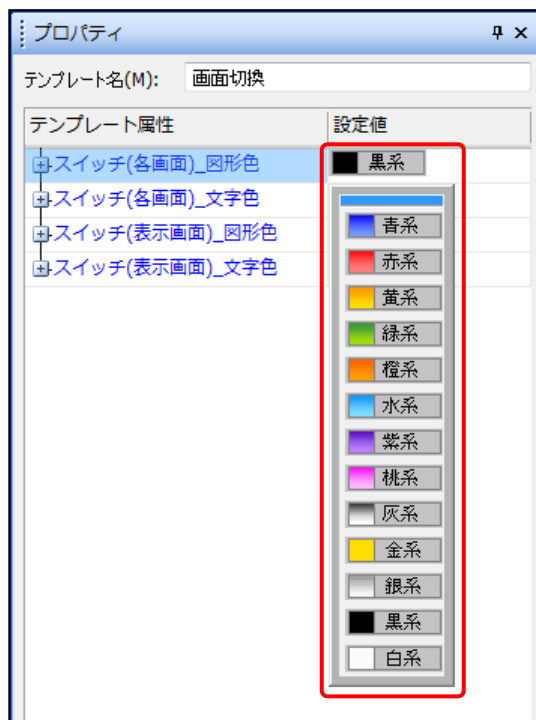 プロパティ
テンプレート名(M): 画面切換
テンプレート属性 設定値
スイッチ(各画面)_図形色 黒系
スイッチ(各画面)_文字色
スイッチ(表示画面)_図形色
スイッチ(表示画面)_文字色
青系
赤系
黄系
緑系
橙系
水系
紫系
桃系
灰系
金系
銀系
黒系
白系